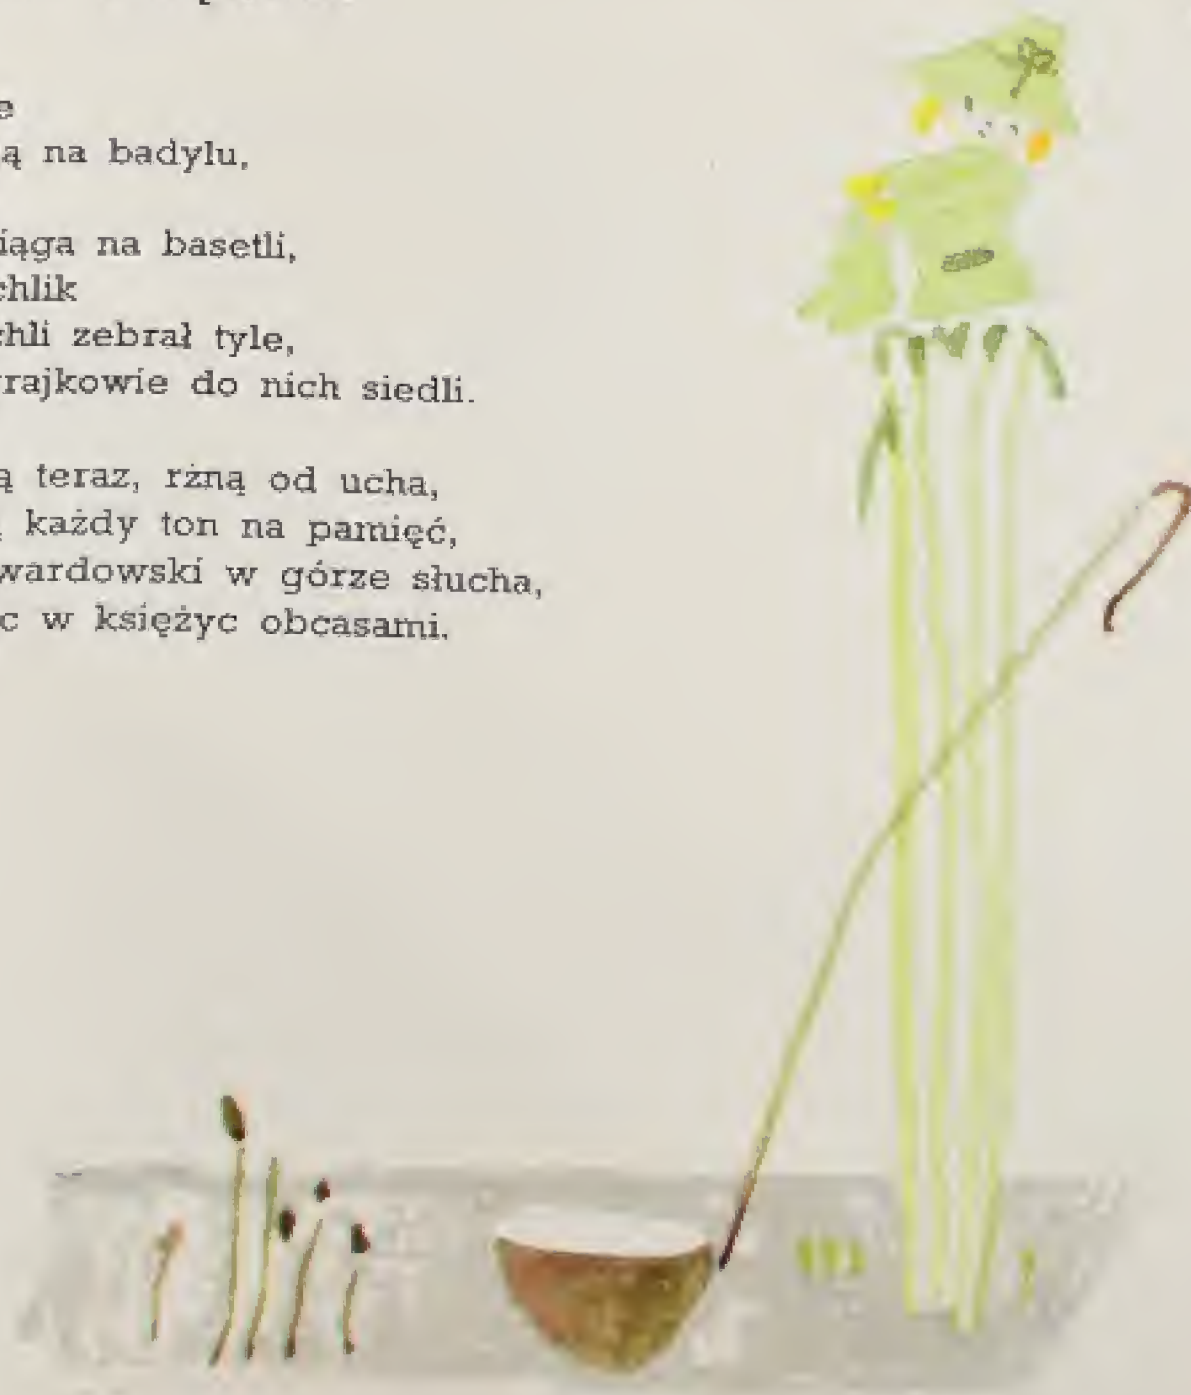 ą na badylu,
iąga na basetli,
chlik
chli zebrał tyle,
rajkowie do nich siedli.
ą teraz, rżną od ucha,
każdy ton na pamięć,
wardowski w górze słucha,
c w księżyc obcasami.